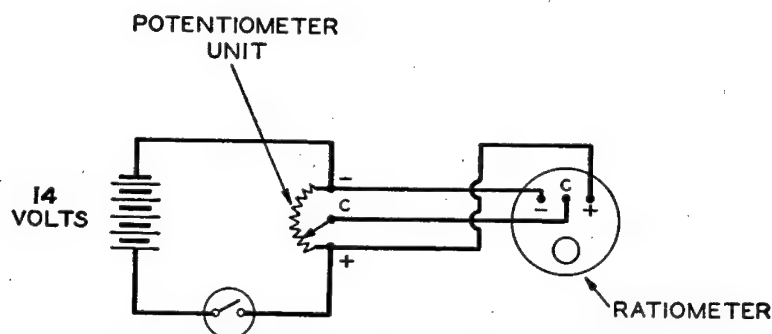 POTENTIOMETER
UNIT
14
VOLTS
-
C
+
-
C
+
RATIOMETER